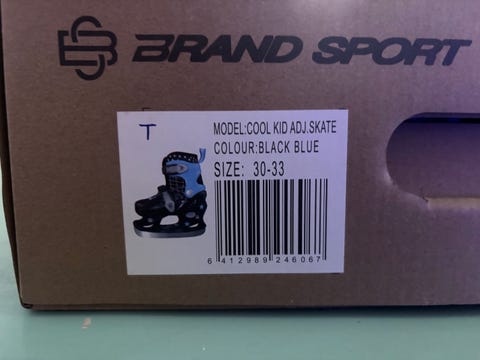 BRAND SPORT
T
MODEL:COOL KID ADJ.SKATE
COLOUR:BLACK BLUE
SIZE: 30-33
6 412989 246067